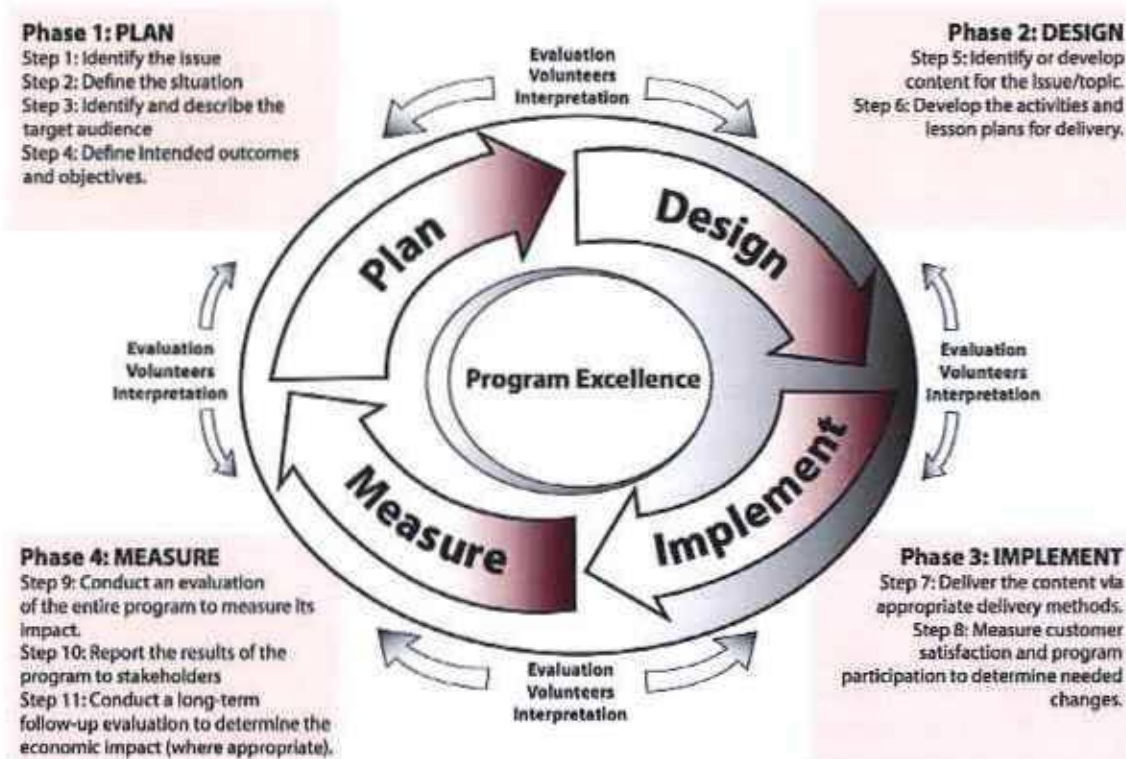 Phase 1: PLAN
Step 1: Identify the issue
Step 2: Define the situation
Step 3: Identify and describe the
target audience
Step 4: Define Intended outcomes
and objectives.
Evaluation
Volunteers
Interpretation
Phase 2: DESIGN
Step 5: Identify or develop
content for the issue/topic.
Step 6: Develop the activities and
lesson plans for delivery.
Plan
Design
Evaluation
Volunteers
Interpretation
Program Excellence
Evaluation
Volunteers
Interpretation
Measure
Implement
Phase 4: MEASURE
Step 9: Conduct an evaluation
of the entire program to measure its
impact.
Step 10: Report the results of the
program to stakeholders
Step 11: Conduct a long-term
follow-up evaluation to determine the
economic impact (where appropriate).
Evaluation
Volunteers
Interpretation
Phase 3: IMPLEMENT
Step 7: Deliver the content via
appropriate delivery methods.
Step 8: Measure customer
satisfaction and program
participation to determine needed
changes.